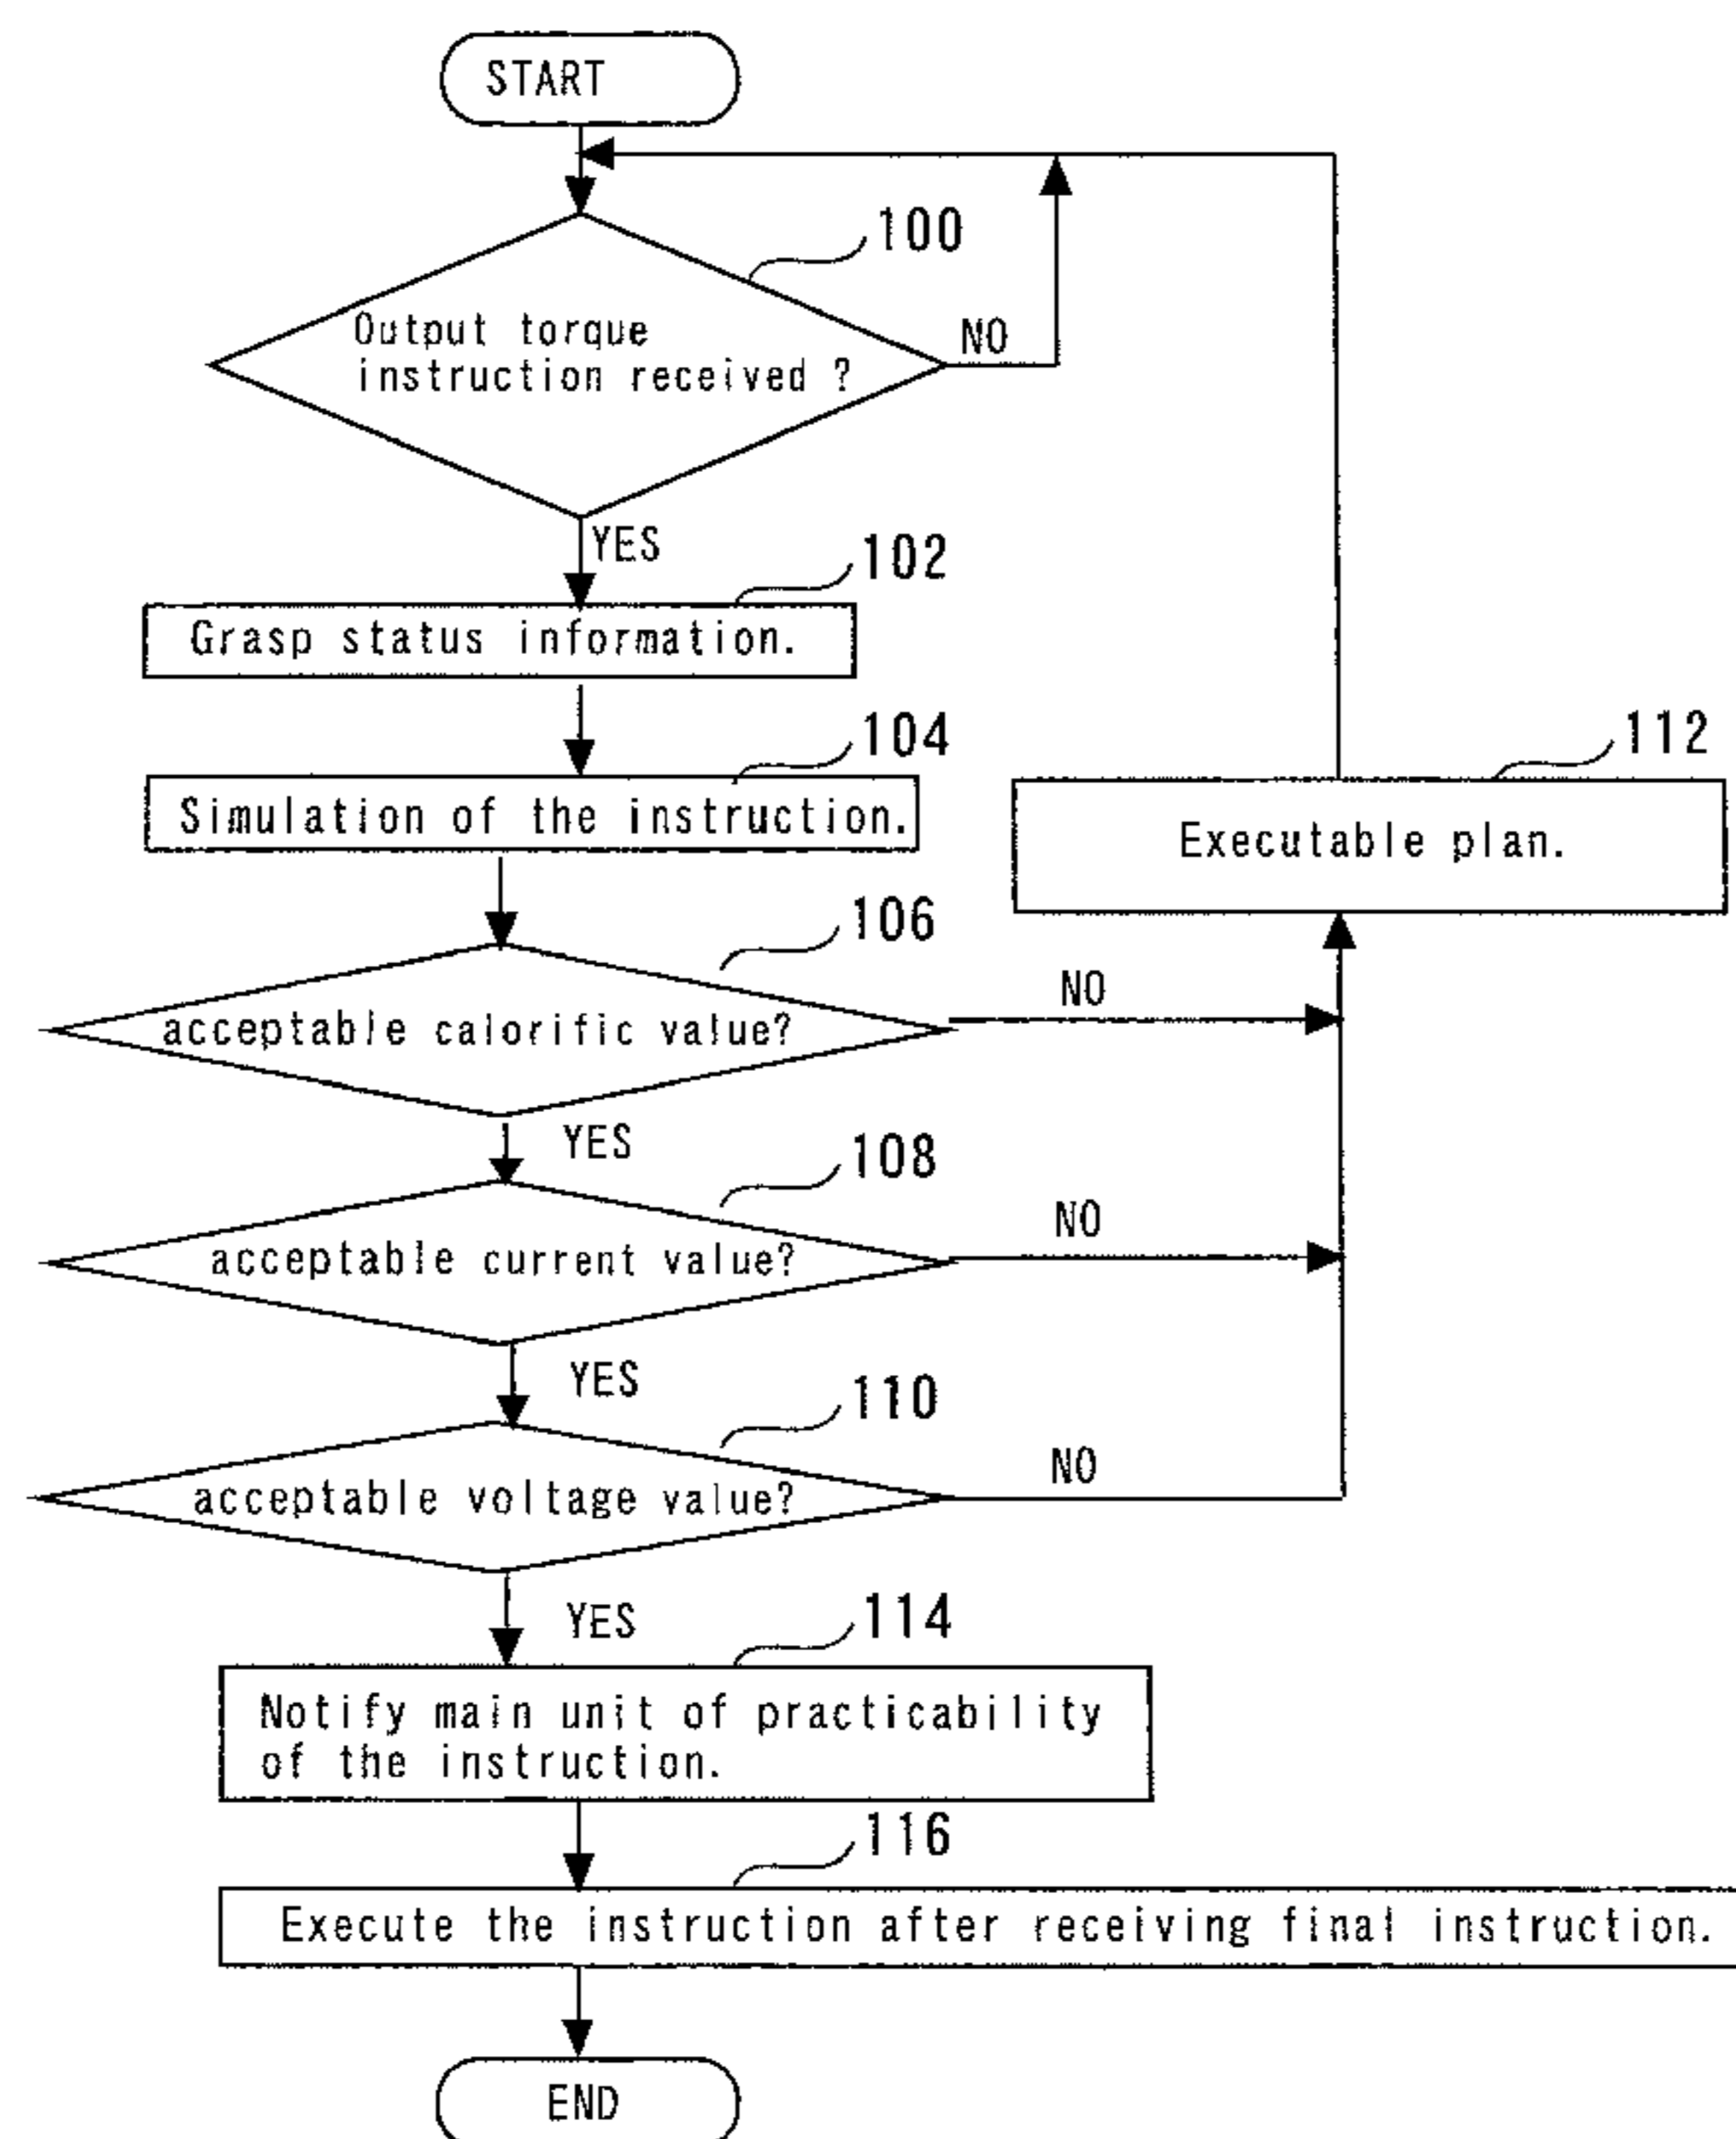 START
100
Output torque
instruction received ?
NO
YES
102
Grasp status information.
104
Simulation of the instruction.
112
Executable plan.
106
acceptable calorific value?
NO
YES
108
acceptable current value?
NO
YES
110
acceptable voltage value?
NO
YES
114
Notify main unit of practicability
of the instruction.
116
Execute the instruction after receiving final instruction.
END